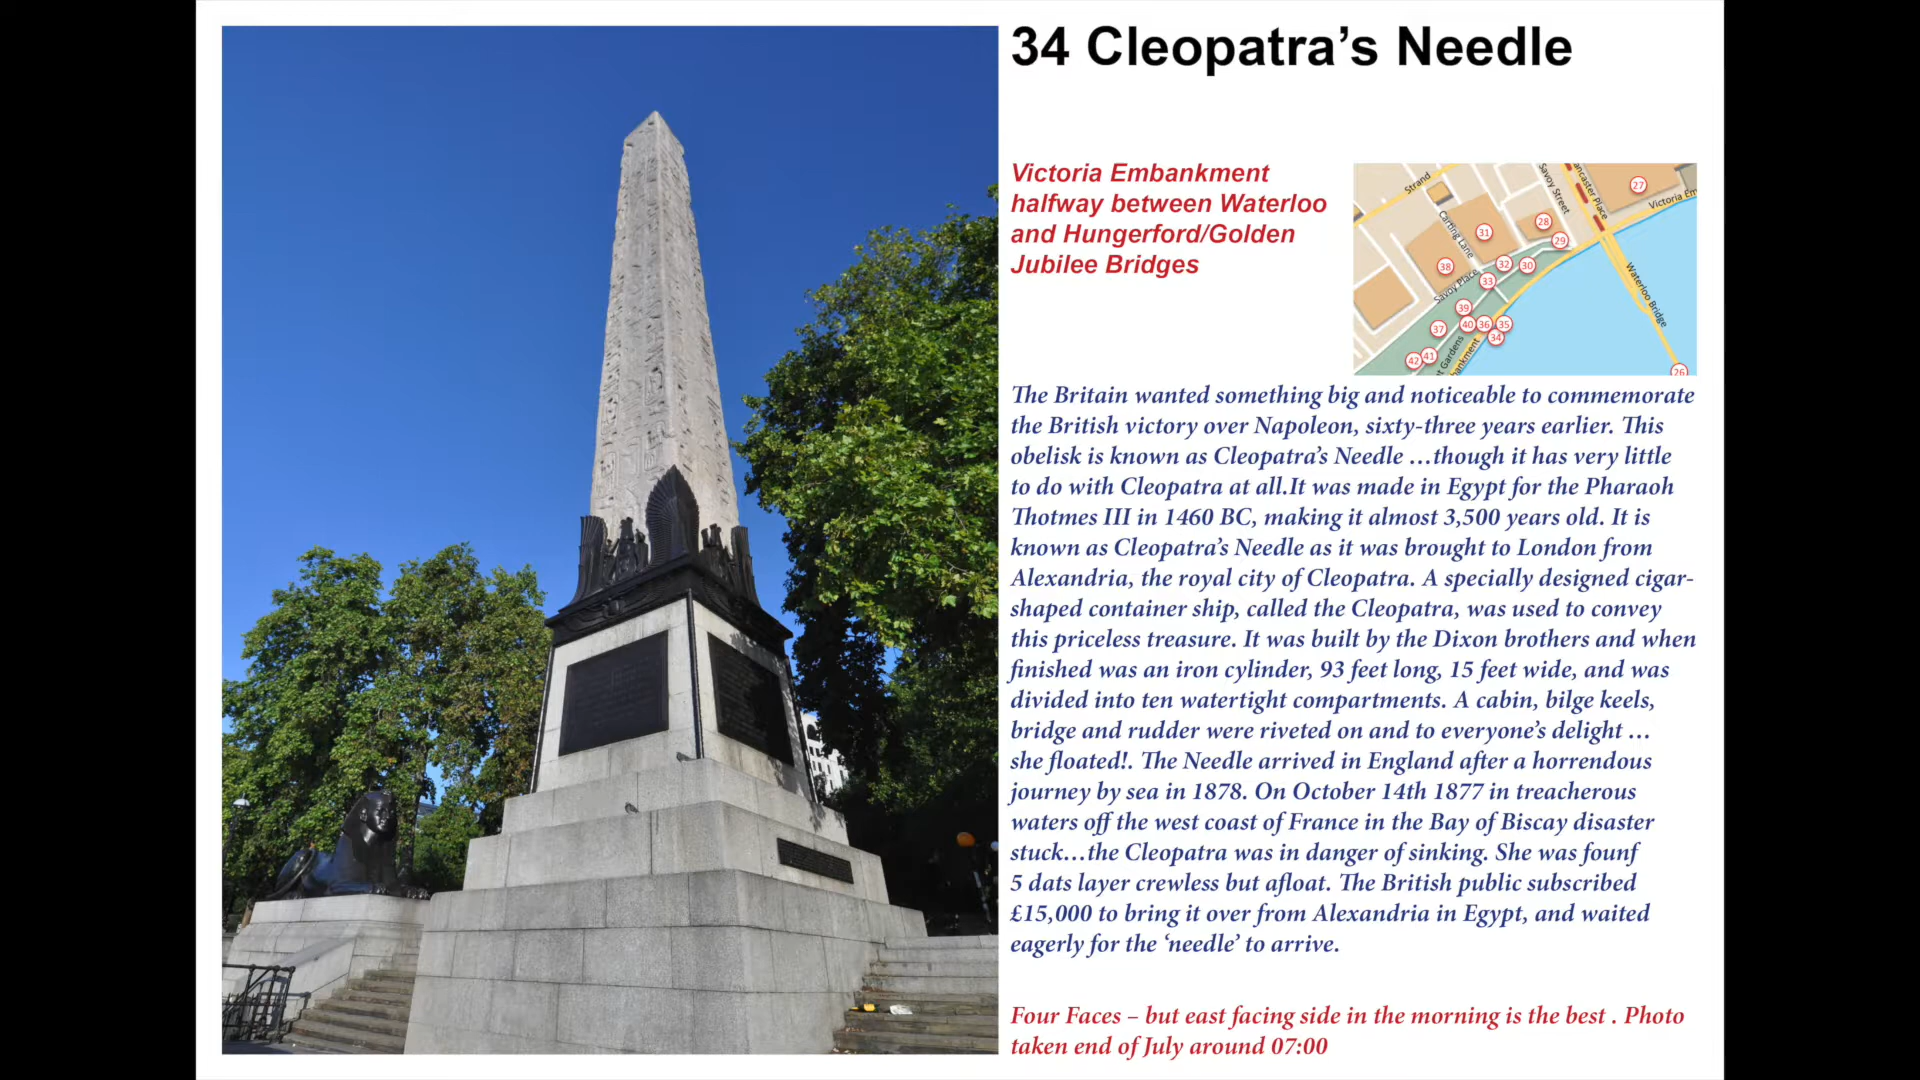 34 Cleopatra’s Needle
Victoria Embankment
halfway between Waterloo
and Hungerford/Golden
Jubilee Bridges
Strand
Carting Lane
Savoy Street
ancaster Place
Victoria Em
Savoy Place
Waterloo Bridge
t Gardens
bankment
27
28
29
31
38
32
30
33
39
37
40
36
35
34
42
41
26
The Britain wanted something big and noticeable to commemorate
the British victory over Napoleon, sixty-three years earlier. This
obelisk is known as Cleopatra’s Needle …though it has very little
to do with Cleopatra at all.It was made in Egypt for the Pharaoh
Thotmes III in 1460 BC, making it almost 3,500 years old. It is
known as Cleopatra’s Needle as it was brought to London from
Alexandria, the royal city of Cleopatra. A specially designed cigar-
shaped container ship, called the Cleopatra, was used to convey
this priceless treasure. It was built by the Dixon brothers and when
finished was an iron cylinder, 93 feet long, 15 feet wide, and was
divided into ten watertight compartments. A cabin, bilge keels,
bridge and rudder were riveted on and to everyone’s delight …
she floated!. The Needle arrived in England after a horrendous
journey by sea in 1878. On October 14th 1877 in treacherous
waters off the west coast of France in the Bay of Biscay disaster
stuck…the Cleopatra was in danger of sinking. She was founf
5 dats layer crewless but afloat. The British public subscribed
£15,000 to bring it over from Alexandria in Egypt, and waited
eagerly for the ‘needle’ to arrive.
Four Faces – but east facing side in the morning is the best . Photo
taken end of July around 07:00